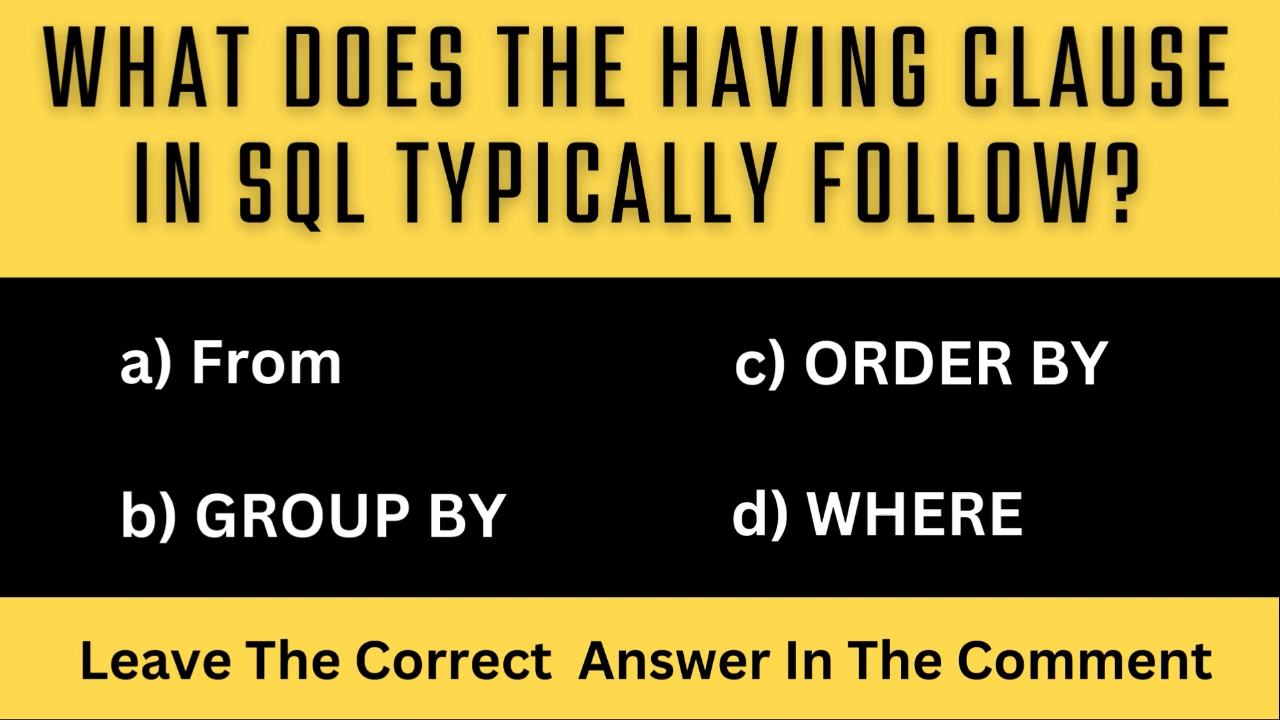 WHAT DOES THE HAVING CLAUSE
IN SQL TYPICALLY FOLLOW?
a) From
c) ORDER BY
b) GROUP BY
d) WHERE
Leave The Correct Answer In The Comment